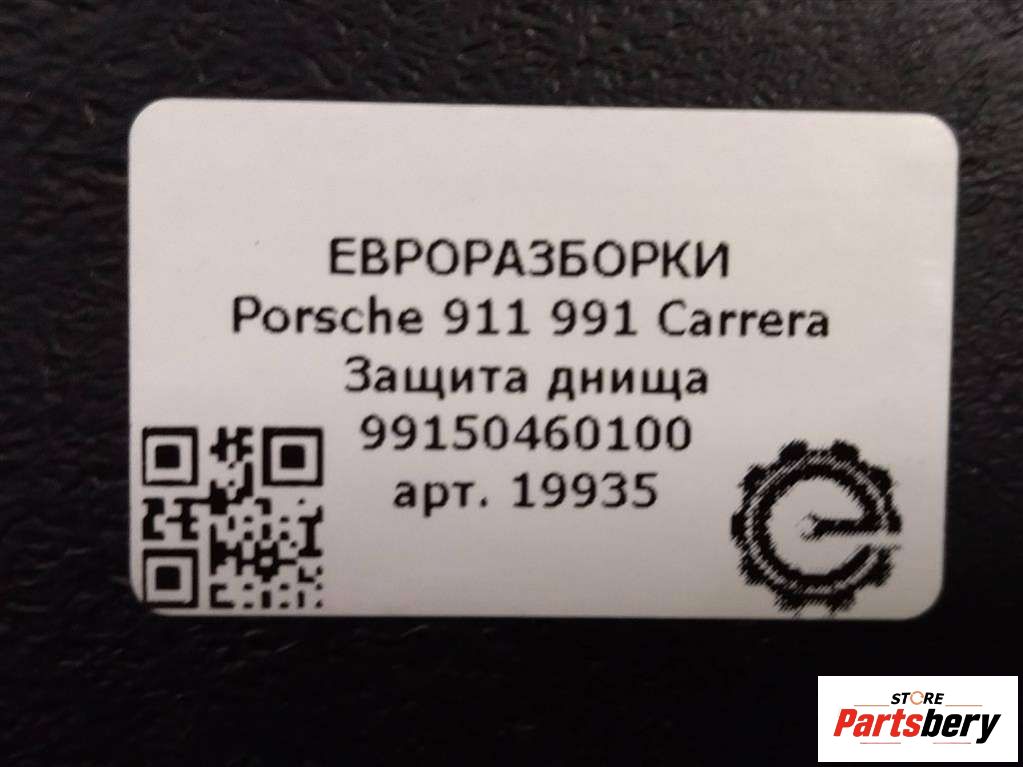 ЕВРОРАЗБОРКИ
Porsche 911 991 Carrera
Защита днища
99150460100
арт. 19935
STORE
Partsbery